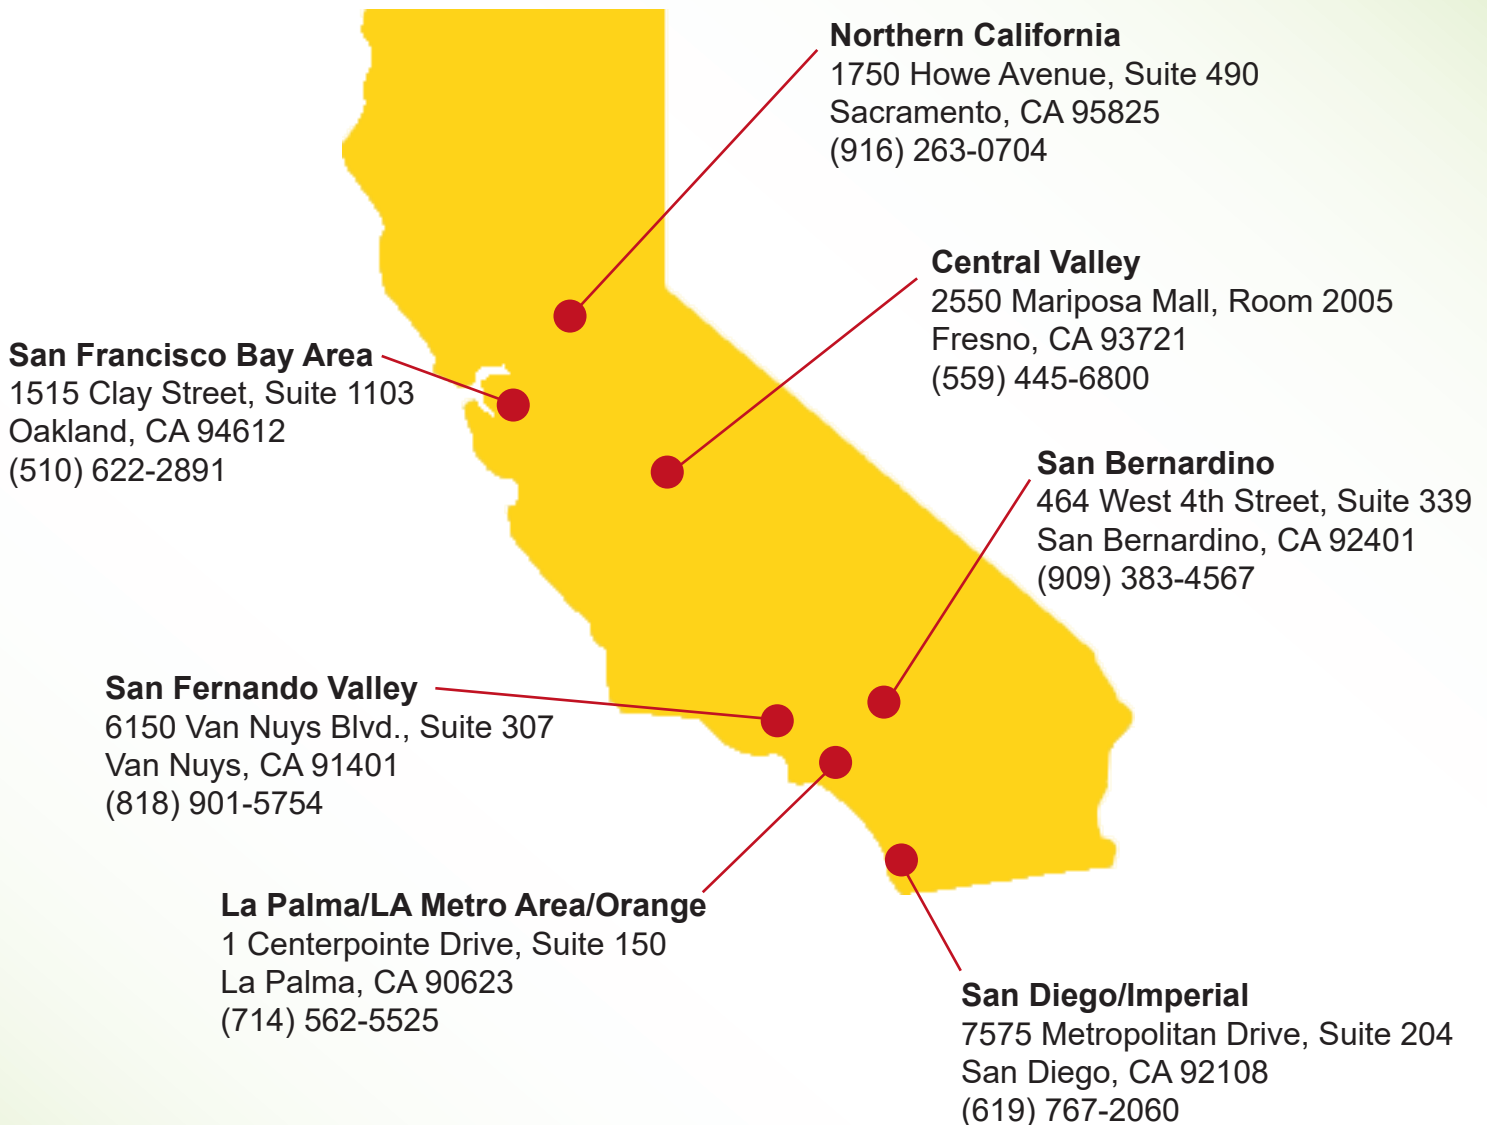 Northern California
1750 Howe Avenue, Suite 490
Sacramento, CA 95825
(916) 263-0704
Central Valley
2550 Mariposa Mall, Room 2005
Fresno, CA 93721
(559) 445-6800
San Francisco Bay Area
1515 Clay Street, Suite 1103
Oakland, CA 94612
(510) 622-2891
San Bernardino
464 West 4th Street, Suite 339
San Bernardino, CA 92401
(909) 383-4567
San Fernando Valley
6150 Van Nuys Blvd., Suite 307
Van Nuys, CA 91401
(818) 901-5754
La Palma/LA Metro Area/Orange
1 Centerpointe Drive, Suite 150
La Palma, CA 90623
(714) 562-5525
San Diego/Imperial
7575 Metropolitan Drive, Suite 204
San Diego, CA 92108
(619) 767-2060